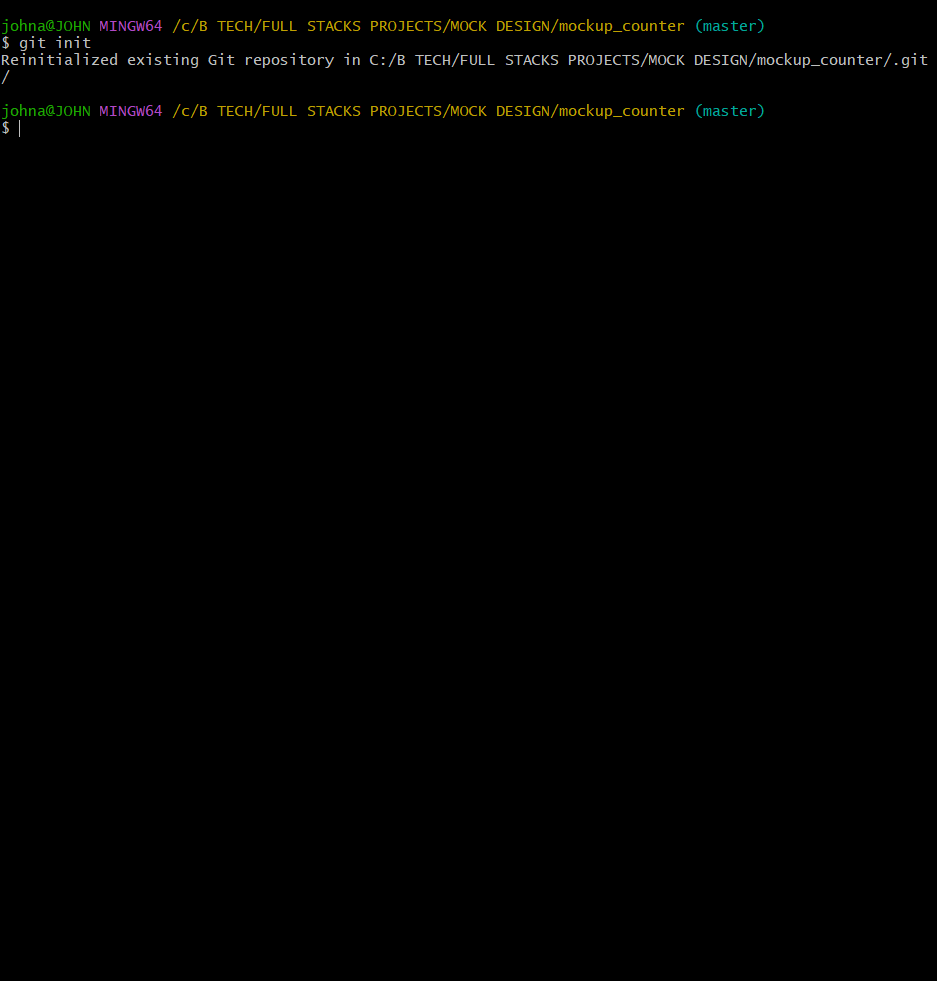 johna@JOHN MINGW64 /c/B TECH/FULL STACKS PROJECTS/MOCK DESIGN/mockup_counter (master)
$ git init
Reinitialized existing Git repository in C:/B TECH/FULL STACKS PROJECTS/MOCK DESIGN/mockup_counter/.git
/
johna@JOHN MINGW64 /c/B TECH/FULL STACKS PROJECTS/MOCK DESIGN/mockup_counter (master)
$